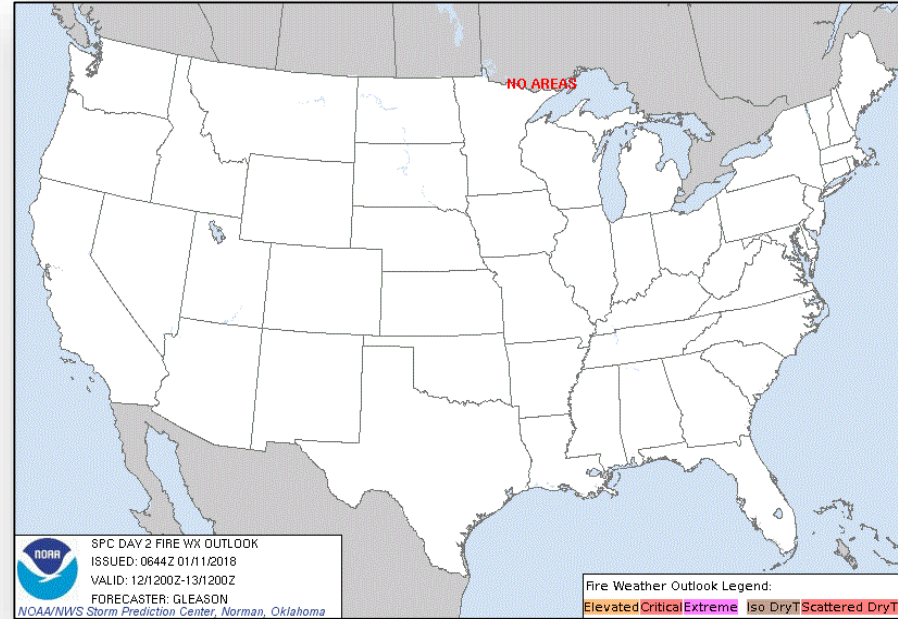 NO AREAS
NOAA
SPC DAY 2 FIRE WX OUTLOOK
ISSUED: 0644Z 01/11/2018
VALID: 12/1200Z-13/1200Z
FORECASTER: GLEASON
NOAA/NWS Storm Prediction Center, Norman, Oklahoma
Fire Weather Outlook Legend:
Elevated Critical Extreme Iso DryT Scattered DryT